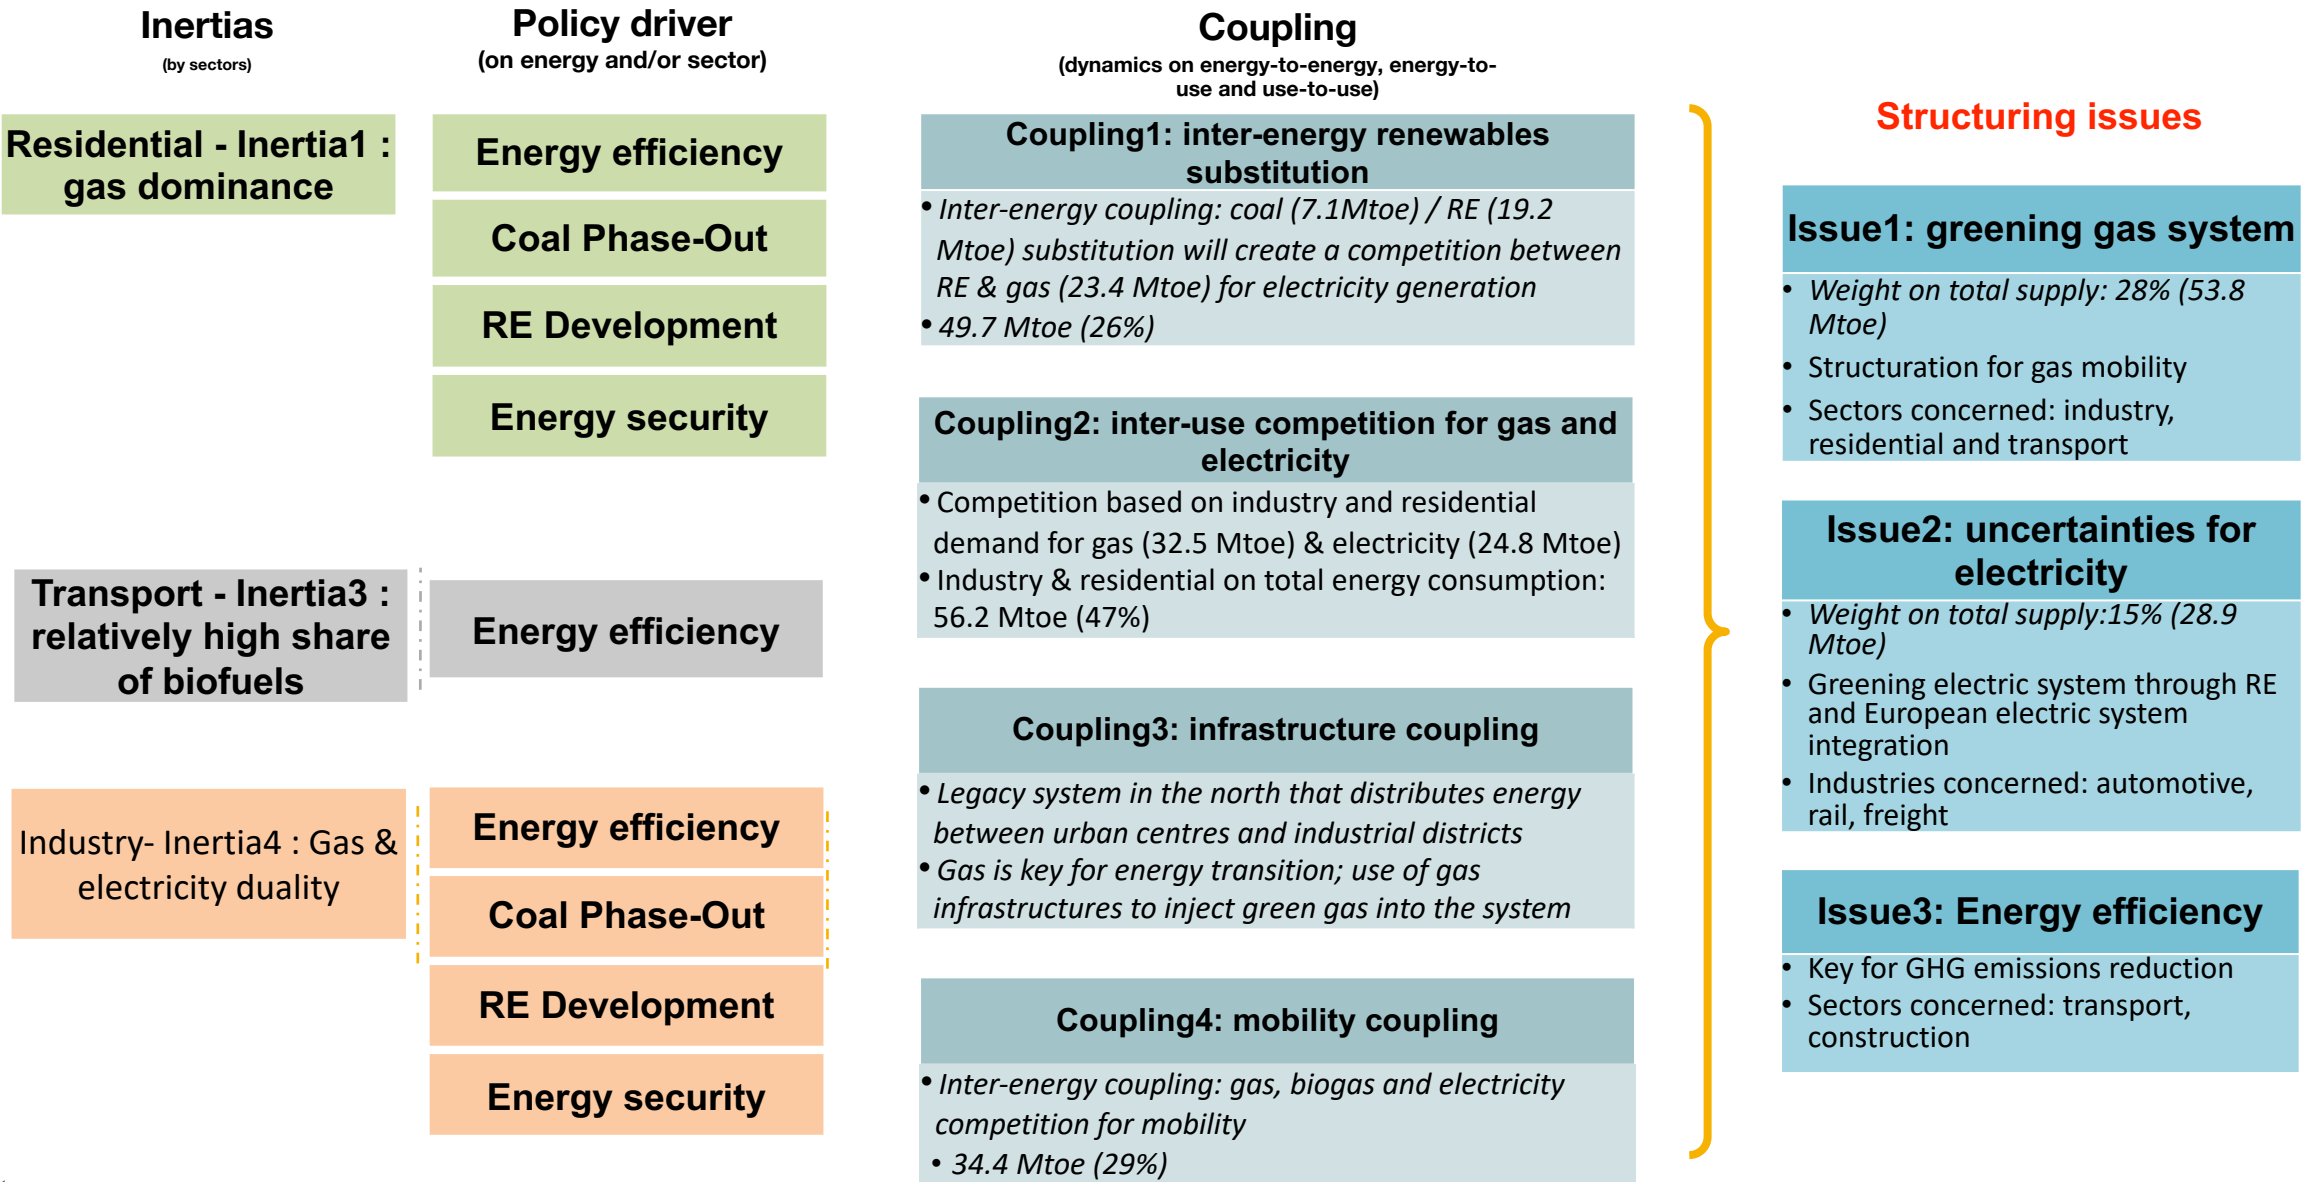 Inertias
(by sectors)
Residential - Inertia1 :
gas dominance
Transport - Inertia3 :
relatively high share
of biofuels
Industry- Inertia4 : Gas &
electricity duality
Policy driver
(on energy and/or sector)
Energy efficiency
Coal Phase-Out
RE Development
Energy security
Energy efficiency
Energy efficiency
Coal Phase-Out
RE Development
Energy security
Coupling
(dynamics on energy-to-energy, energy-to-
use and use-to-use)
Coupling1: inter-energy renewables
substitution
• Inter-energy coupling: coal (7.1Mtoe) / RE (19.2
Mtoe) substitution will create a competition between
RE & gas (23.4 Mtoe) for electricity generation
• 49.7 Mtoe (26%)
Coupling2: inter-use competition for gas and
electricity
• Competition based on industry and residential
demand for gas (32.5 Mtoe) & electricity (24.8 Mtoe)
• Industry & residential on total energy consumption:
56.2 Mtoe (47%)
Coupling3: infrastructure coupling
• Legacy system in the north that distributes energy
between urban centres and industrial districts
• Gas is key for energy transition; use of gas
infrastructures to inject green gas into the system
Coupling4: mobility coupling
• Inter-energy coupling: gas, biogas and electricity
competition for mobility
• 34.4 Mtoe (29%)
Structuring issues
Issue1: greening gas system
• Weight on total supply: 28% (53.8
Mtoe)
• Structuration for gas mobility
• Sectors concerned: industry,
residential and transport
Issue2: uncertainties for
electricity
• Weight on total supply:15% (28.9
Mtoe)
• Greening electric system through RE
and European electric system
integration
• Industries concerned: automotive,
rail, freight
Issue3: Energy efficiency
• Key for GHG emissions reduction
• Sectors concerned: transport,
construction